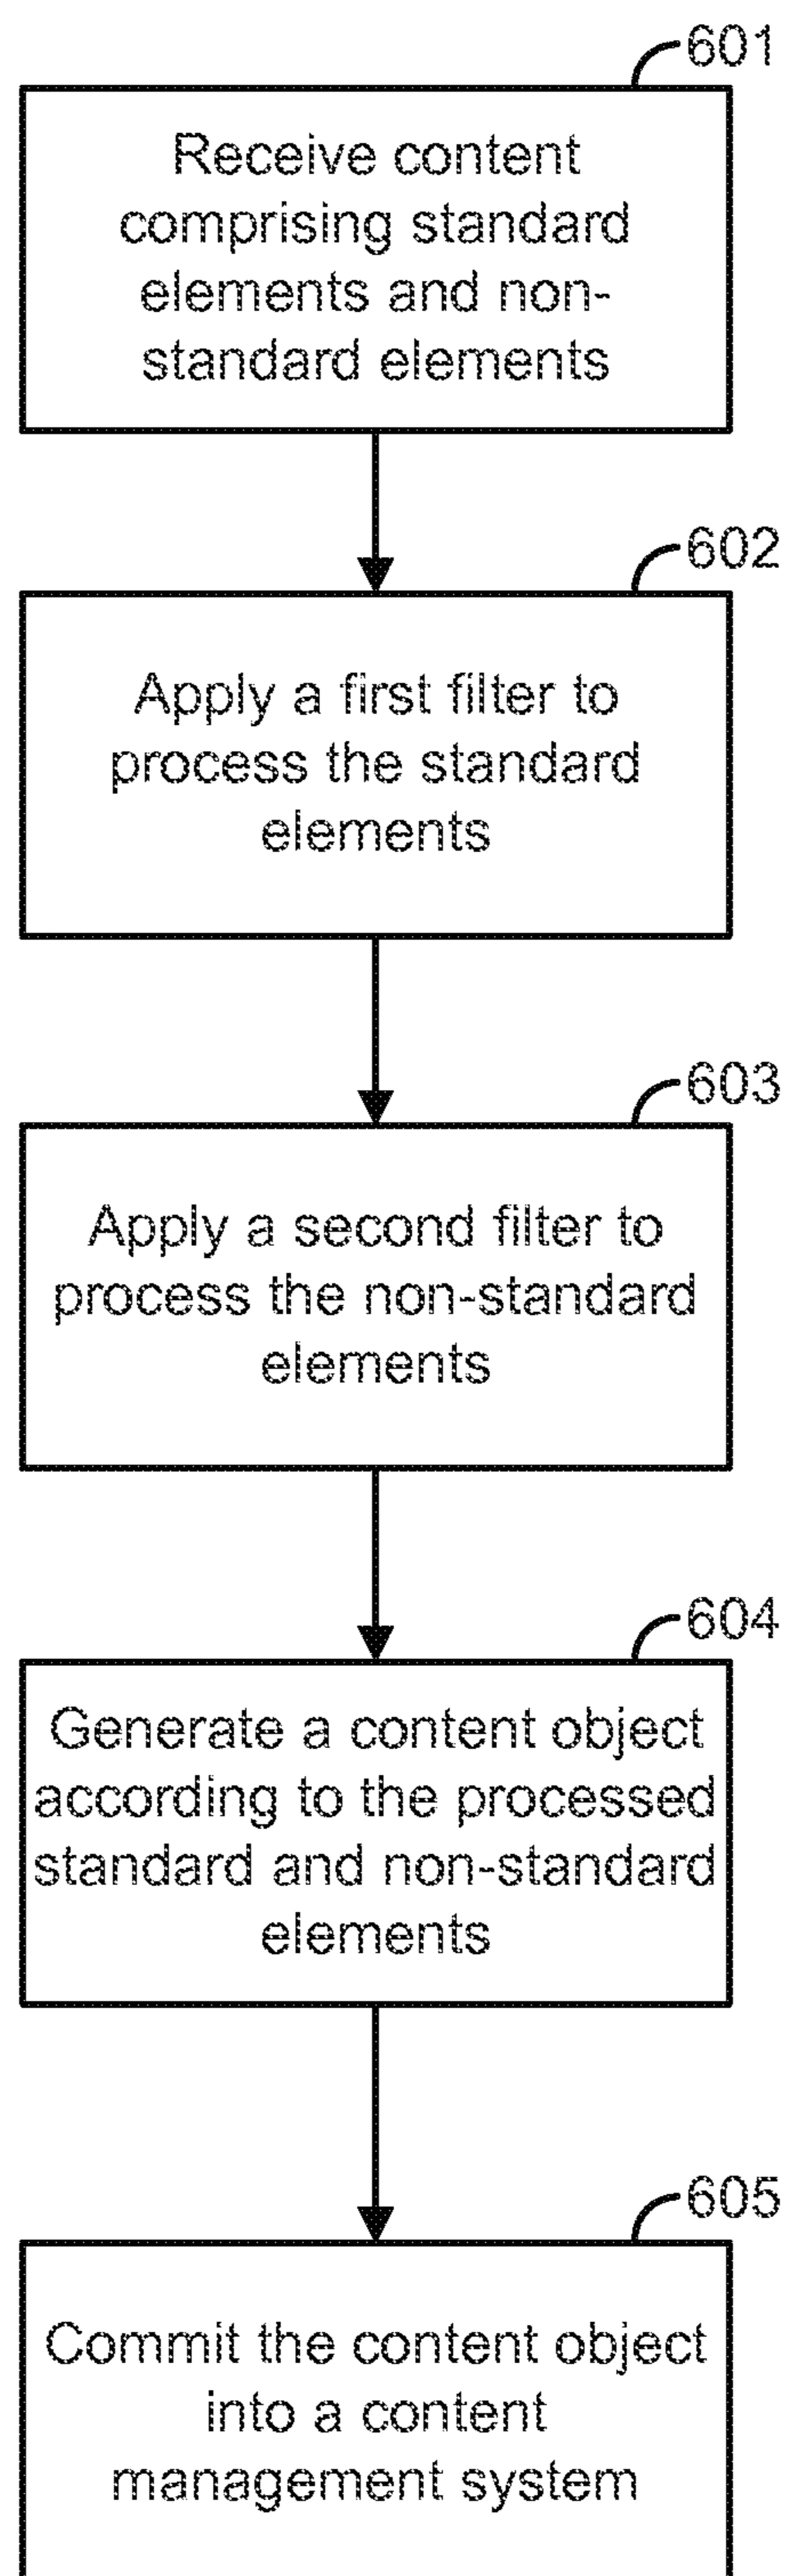 601
Receive content
comprising standard
elements and non-
standard elements
602
Apply a first filter to
process the standard
elements
603
Apply a second filter to
process the non-standard
elements
604
Generate a content object
according to the processed
standard and non-standard
elements
605
Commit the content object
into a content
management system